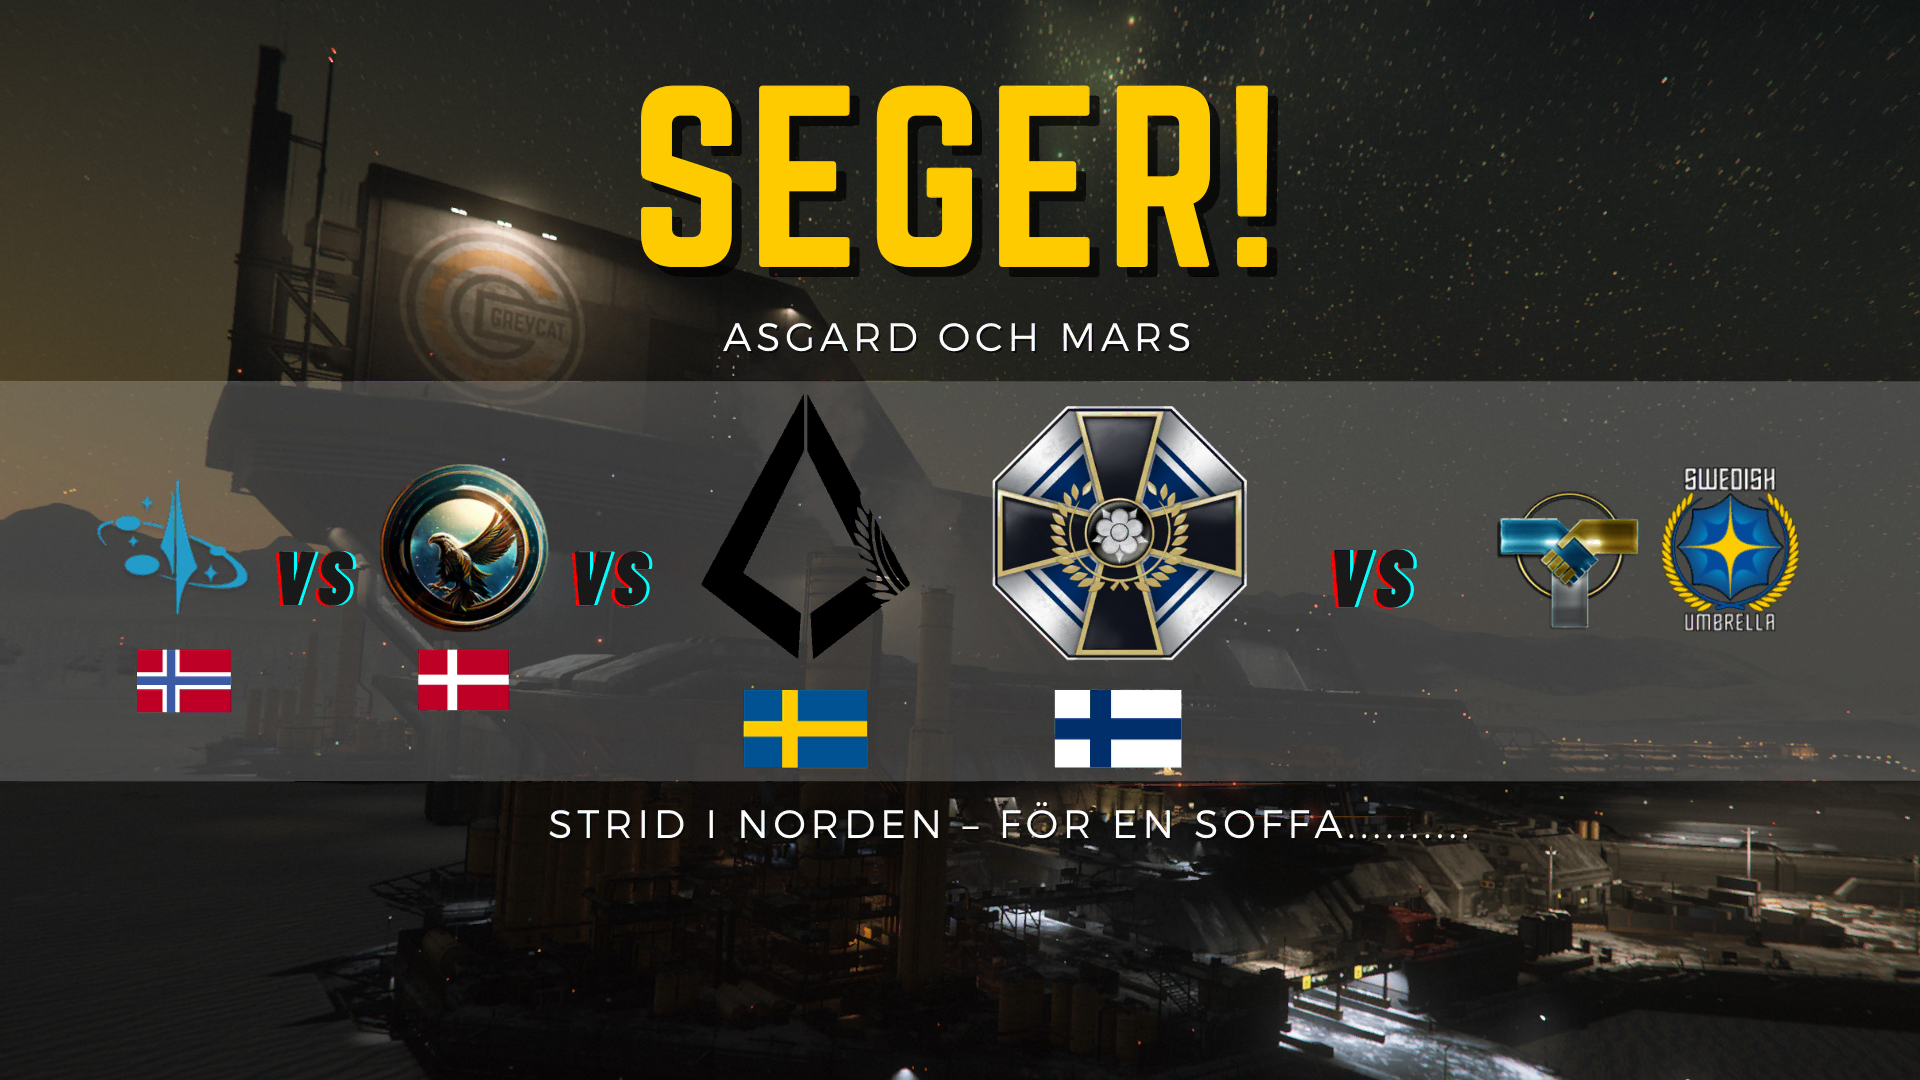 SEGER!
GREYCAT
ASGARD OCH MARS
VS VS VS
SWEDISH
UMBRELLA
STRID I NORDEN – FÖR EN SOFFA..........